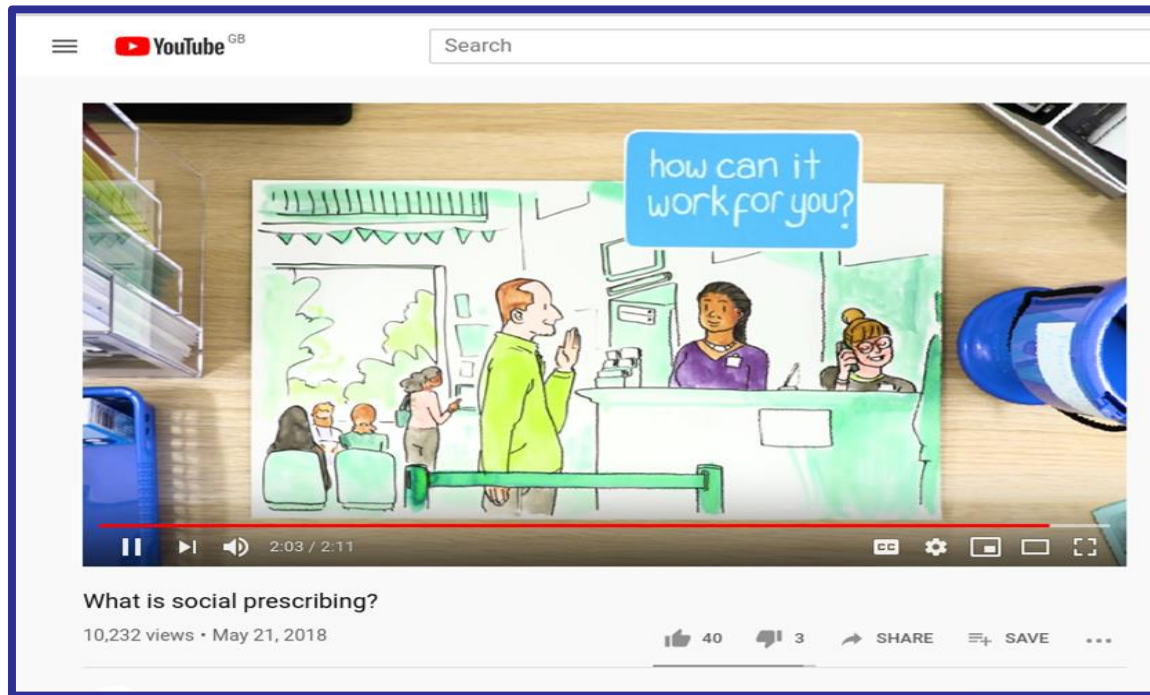 YouTube GB
Search
how can it
work for you?
2:03 / 2:11
CC
What is social prescribing?
10,232 views • May 21, 2018
40 3 SHARE SAVE